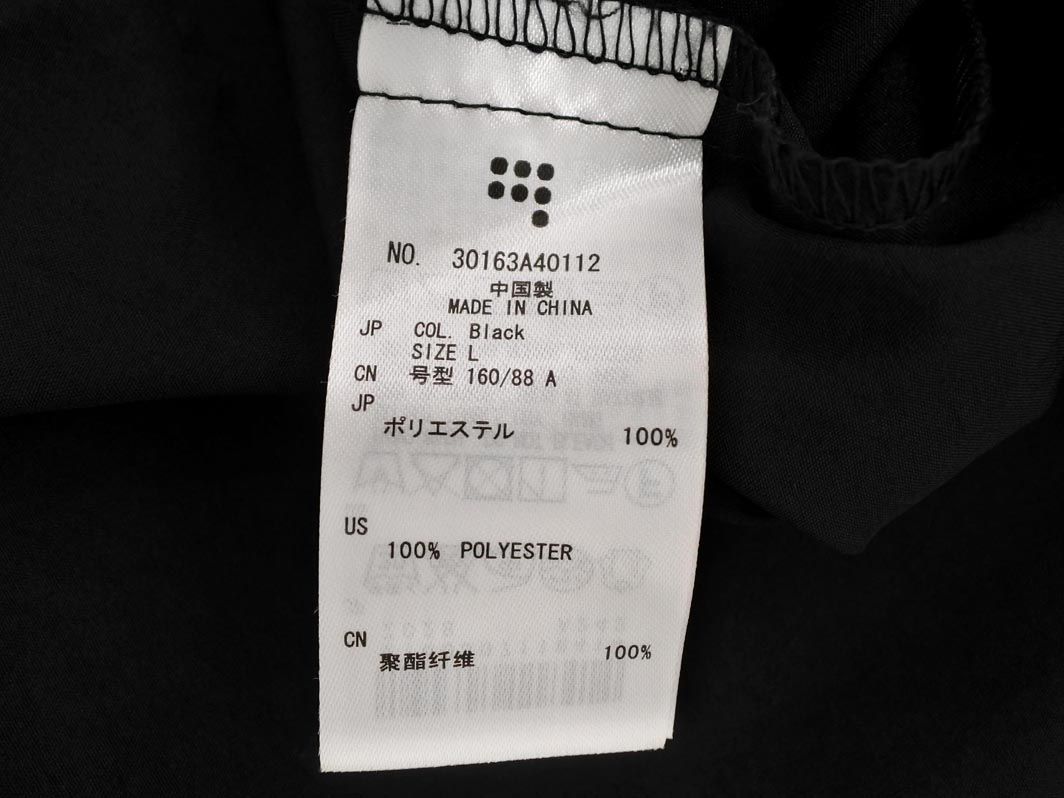 NO. 30163A40112
中国製
MADE IN CHINA
JP COL. Black
SIZE L
CN 号型 160/88 A
JP
ポリエステル 100%
US
100% POLYESTER
CN
聚酯纤维 100%